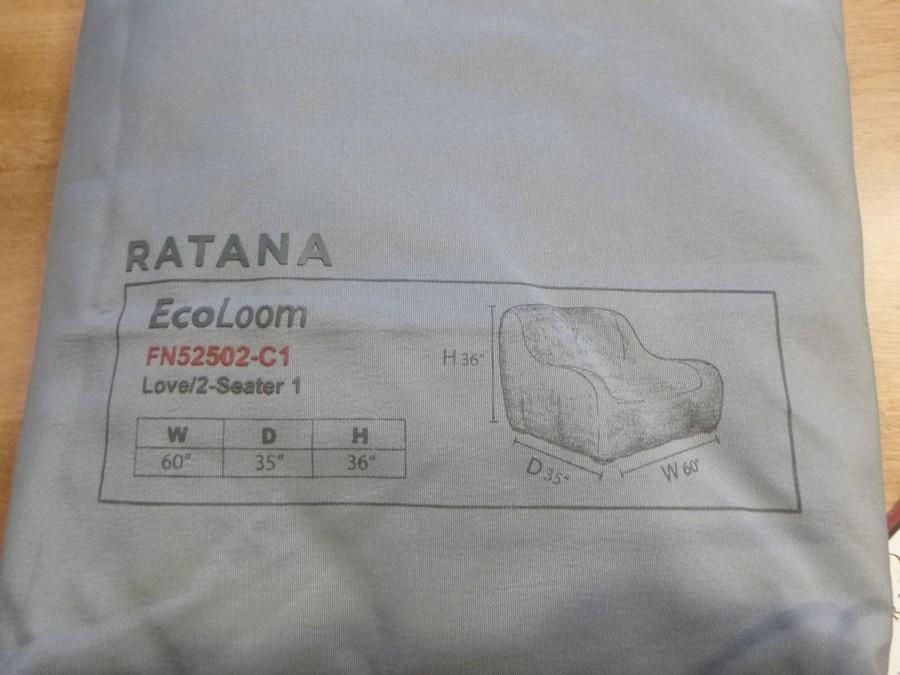 RATANA
EcoLoom
FN52502-C1
Love/2-Seater 1
W D H
60" 35" 36"
H 36"
D 35"
W 60"